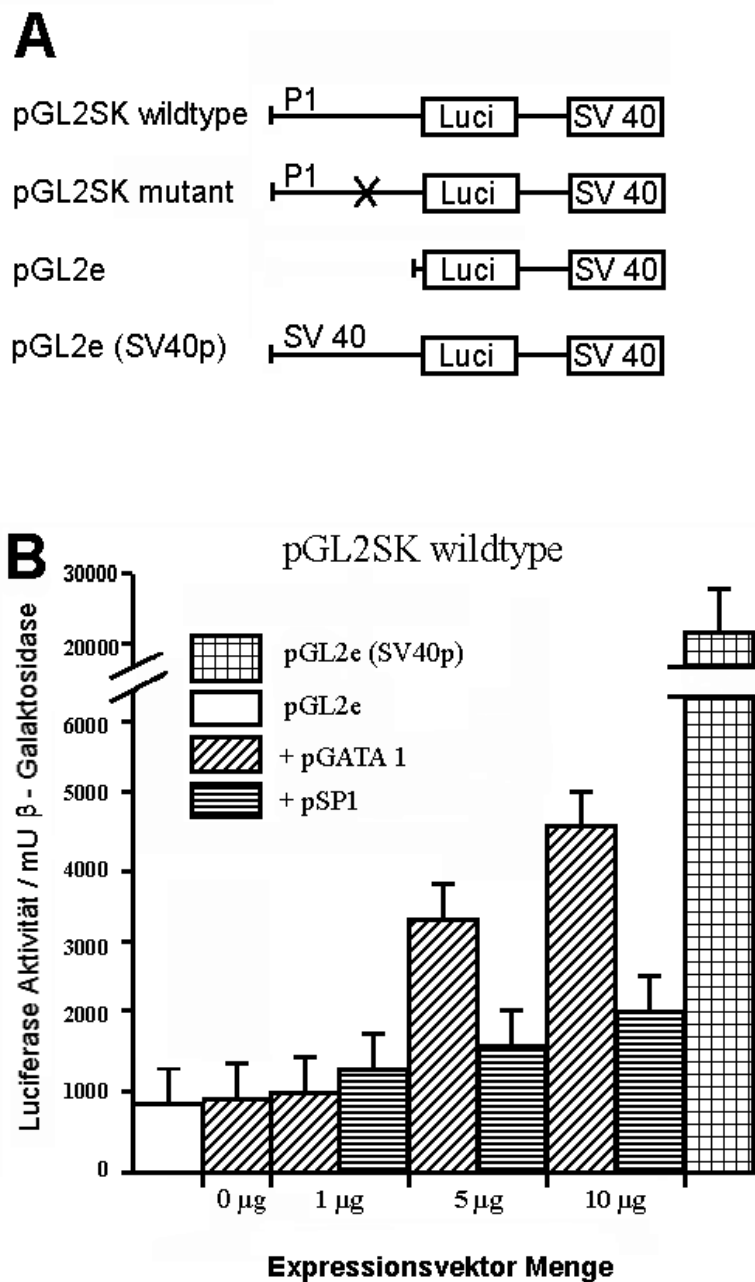 A
pGL2SK wildtype P1 Luci SV 40
pGL2SK mutant P1 X Luci SV 40
pGL2e Luci SV 40
pGL2e (SV40p) SV 40 Luci SV 40
B
pGL2SK wildtype
Luciferase Aktivität / mU β - Galaktosidase
30000
20000
6000
5000
4000
3000
2000
1000
0
pGL2e (SV40p)
pGL2e
+ pGATA 1
+ pSP1
0 µg 1 µg 5 µg 10 µg
Expressionsvektor Menge